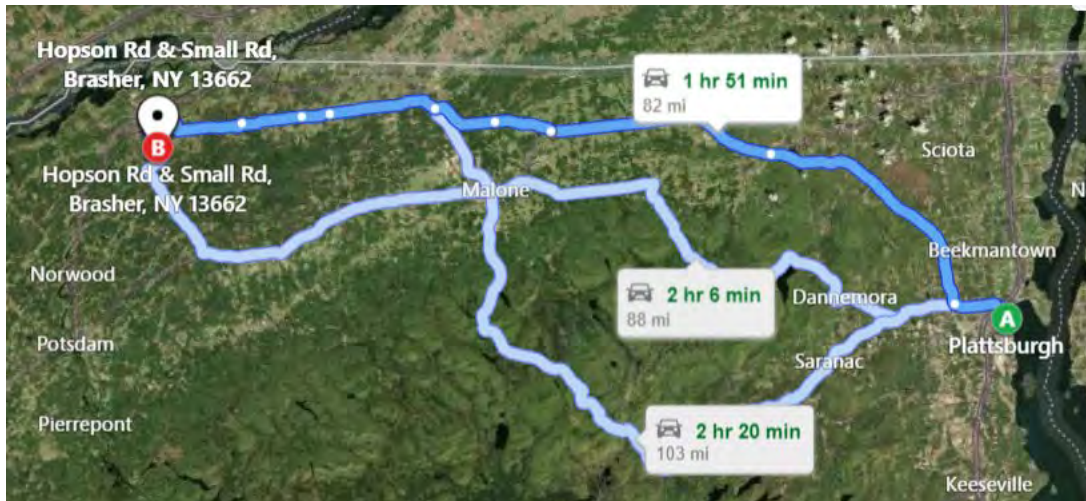 Hopson Rd & Small Rd,
Brasher, NY 13662
1 hr 51 min
82 mi
B
Sciota
Hopson Rd & Small Rd,
Brasher, NY 13662
Malone
N
Beekmantown
Norwood
2 hr 6 min
88 mi
Dannemora
A
Plattsburgh
Potsdam
Saranac
Pierrepont
2 hr 20 min
103 mi
Keeseville